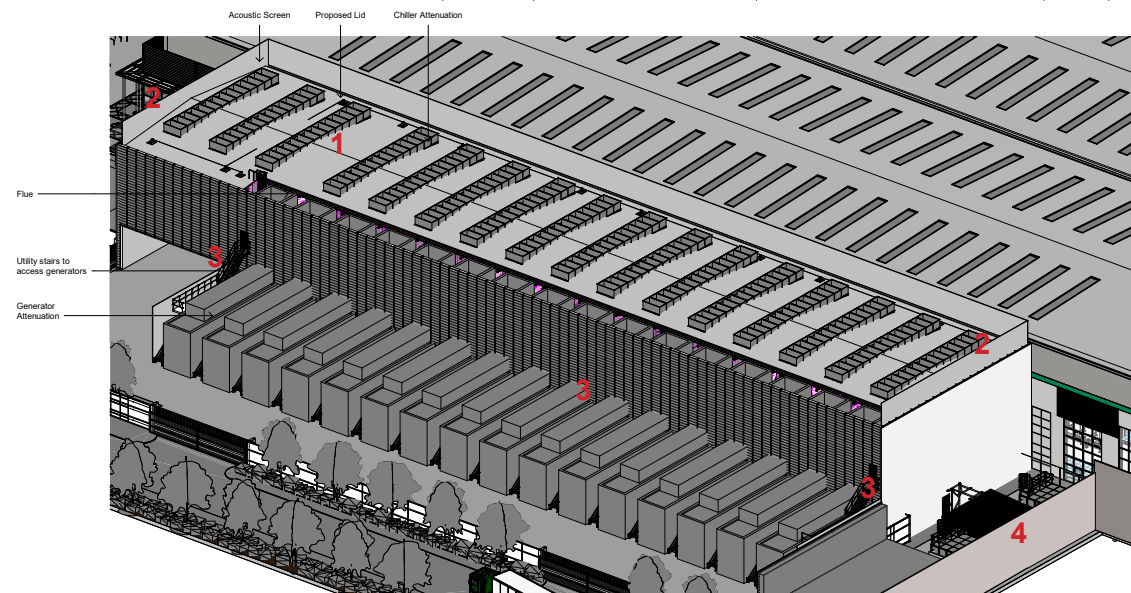 Acoustic Screen
Proposed Lid
Chiller Attenuation
2
1
Flue
3
Utility stairs to
access generators
Generator
Attenuation
2
3
3
4